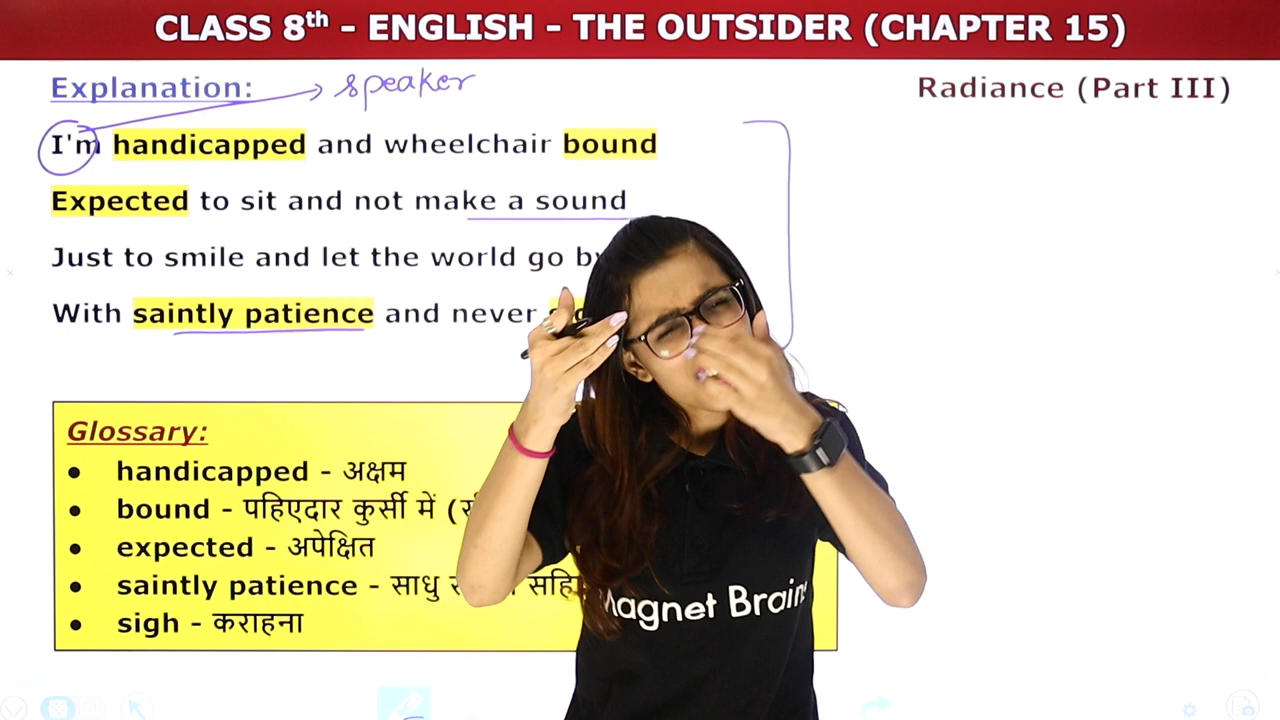 CLASS 8th - ENGLISH - THE OUTSIDER (CHAPTER 15)
Explanation: speaker Radiance (Part III)
I'm handicapped and wheelchair bound
Expected to sit and not make a sound
Just to smile and let the world go
With saintly patience and never
Glossary:
• handicapped - अक्षम
• bound - पहिएदार कुर्सी में
• expected - अपेक्षित
• saintly patience - साधु
• sigh - कराहना
Magnet Brains